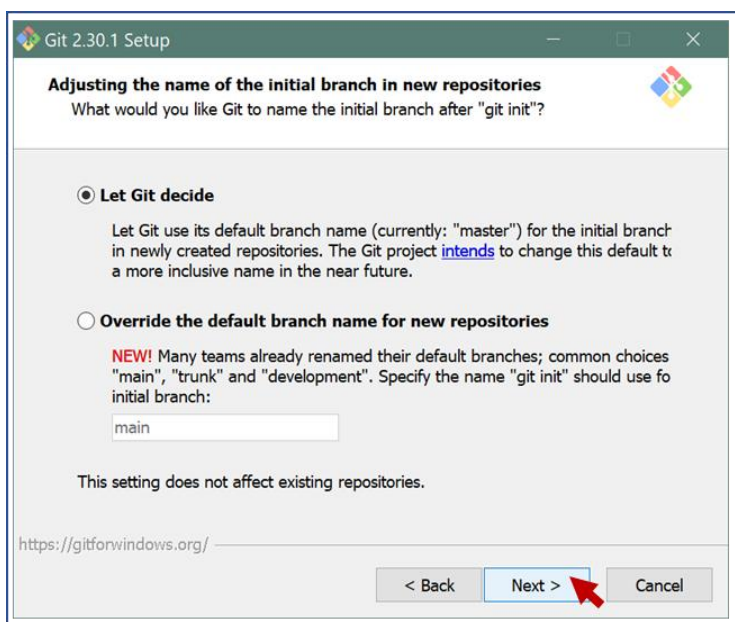 Git 2.30.1 Setup
Adjusting the name of the initial branch in new repositories
What would you like Git to name the initial branch after "git init"?
Let Git decide
Let Git use its default branch name (currently: "master") for the initial branch
in newly created repositories. The Git project intends to change this default
a more inclusive name in the near future.
Override the default branch name for new repositories
NEW! Many teams already renamed their default branches; common choices
"main", "trunk" and "development". Specify the name "git init" should use fo
initial branch:
main
This setting does not affect existing repositories.
https://gitforwindows.org/
< Back
Next >
Cancel